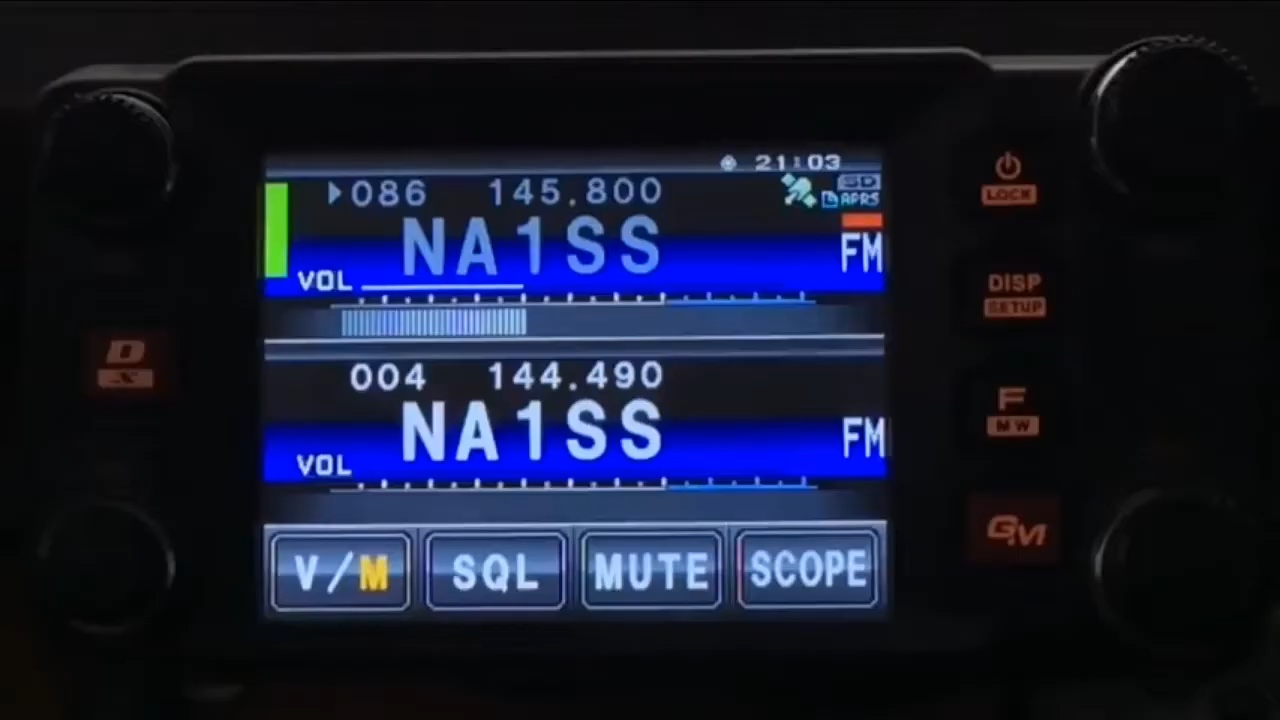 21:03
086 145.800
SD
APRS
NA1SS
FM
VOL
004 144.490
NA1SS
FM
VOL
V/M SQL MUTE SCOPE
D
X
LOCK
DISP
SETUP
F
MW
GM